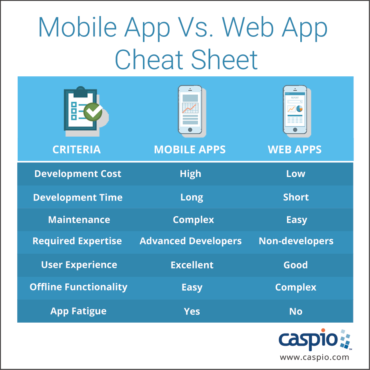 Mobile App Vs. Web App
Cheat Sheet
CRITERIA MOBILE APPS WEB APPS
Development Cost High Low
Development Time Long Short
Maintenance Complex Easy
Required Expertise Advanced Developers Non-developers
User Experience Excellent Good
Offline Functionality Easy Complex
App Fatigue Yes No
caspio
www.caspio.com